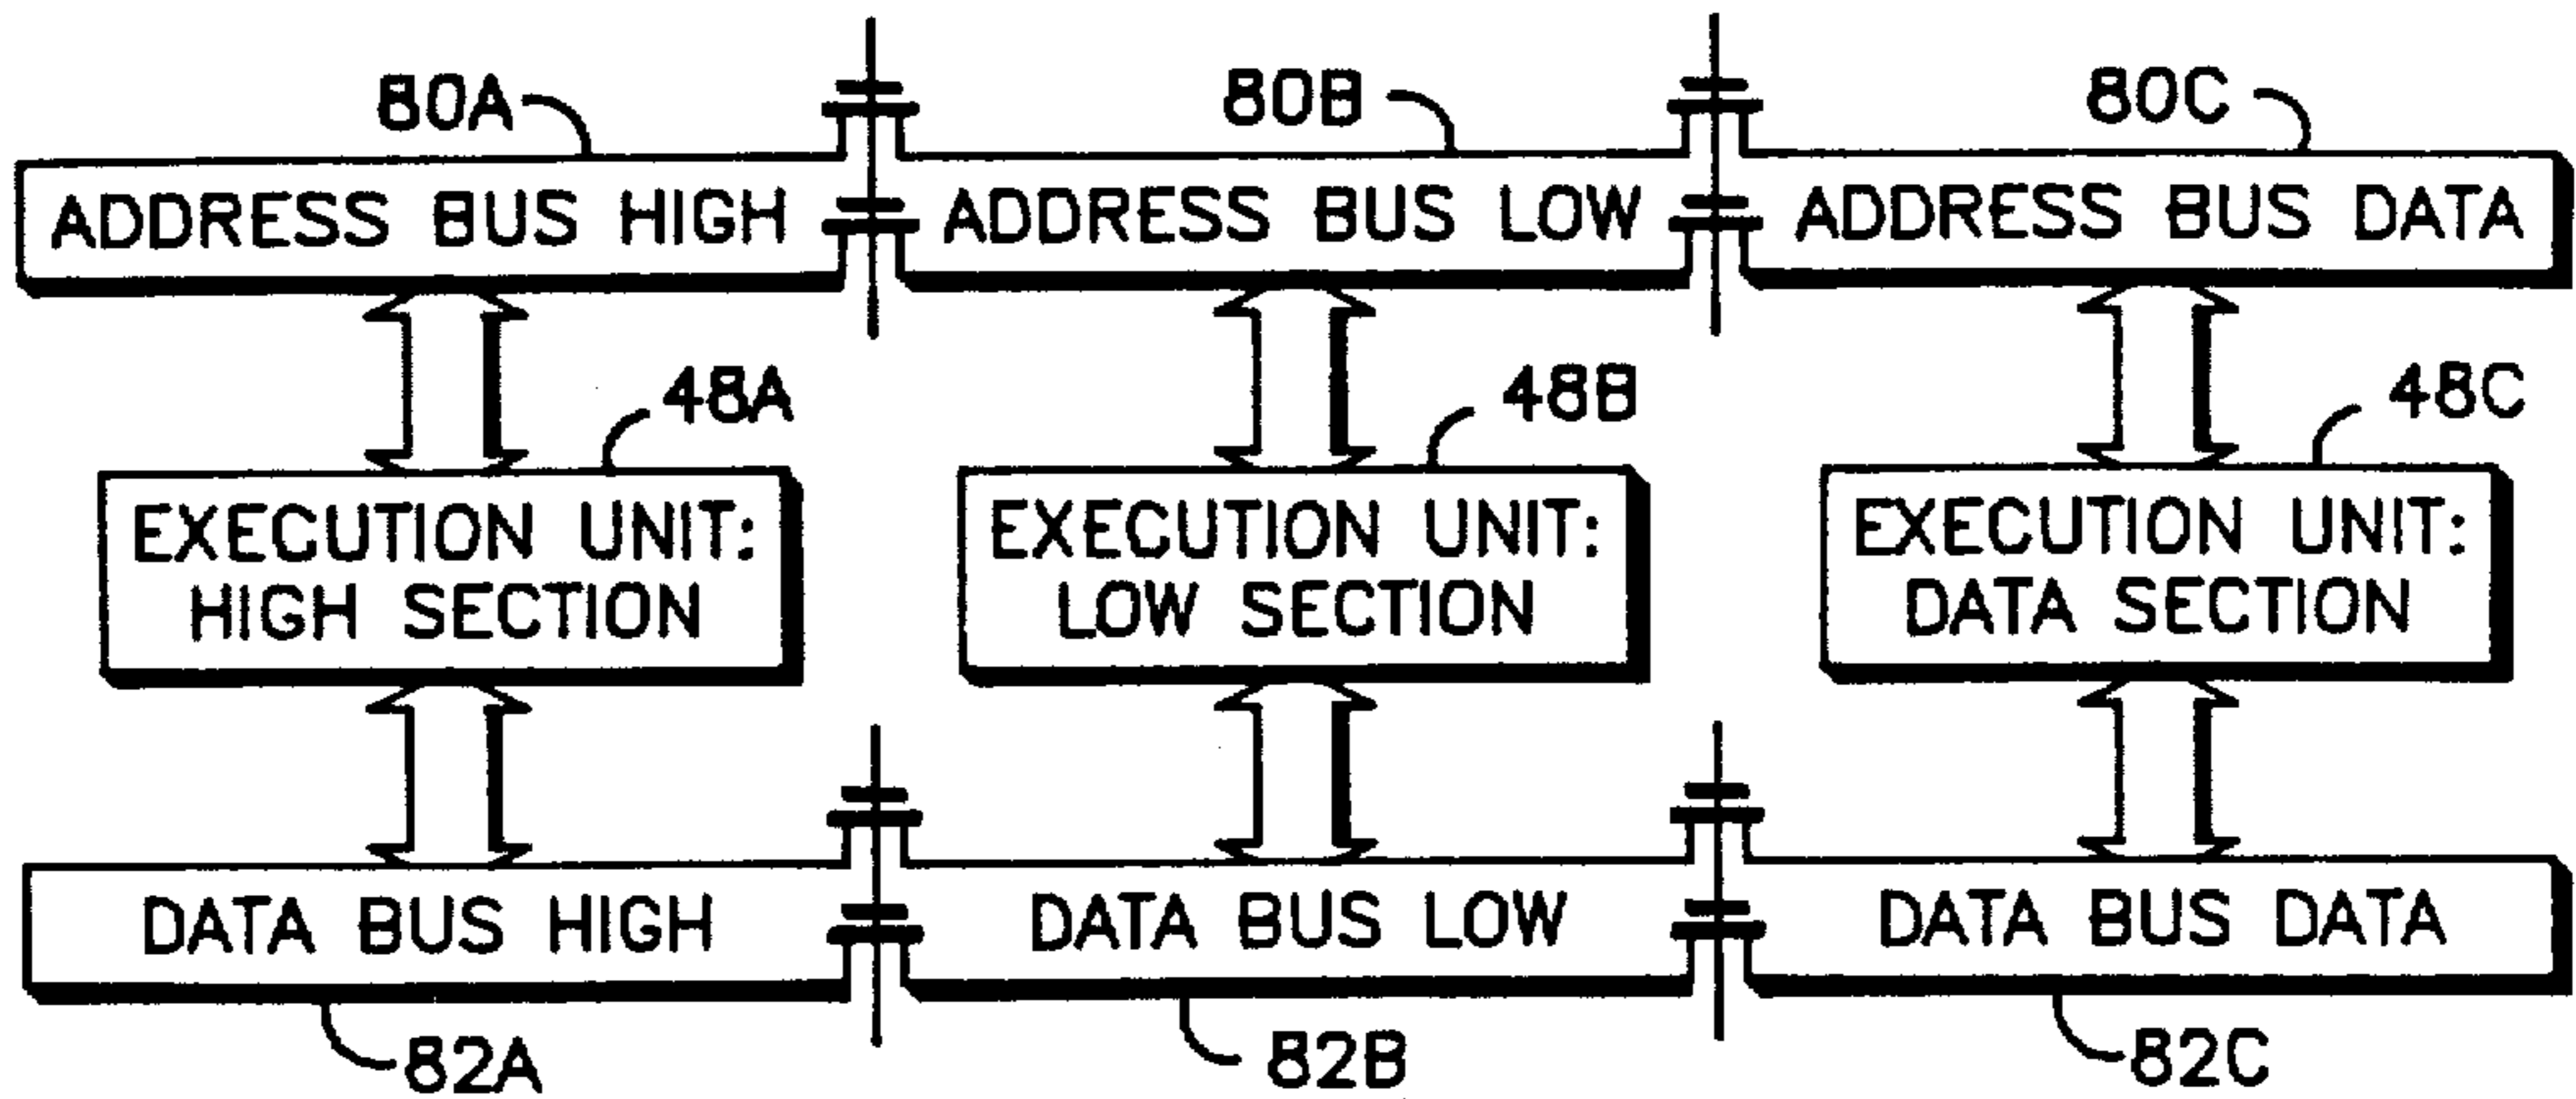 80A 80B 80C
ADDRESS BUS HIGH ADDRESS BUS LOW ADDRESS BUS DATA
48A 48B 48C
EXECUTION UNIT: EXECUTION UNIT: EXECUTION UNIT:
HIGH SECTION LOW SECTION DATA SECTION
DATA BUS HIGH DATA BUS LOW DATA BUS DATA
82A 82B 82C